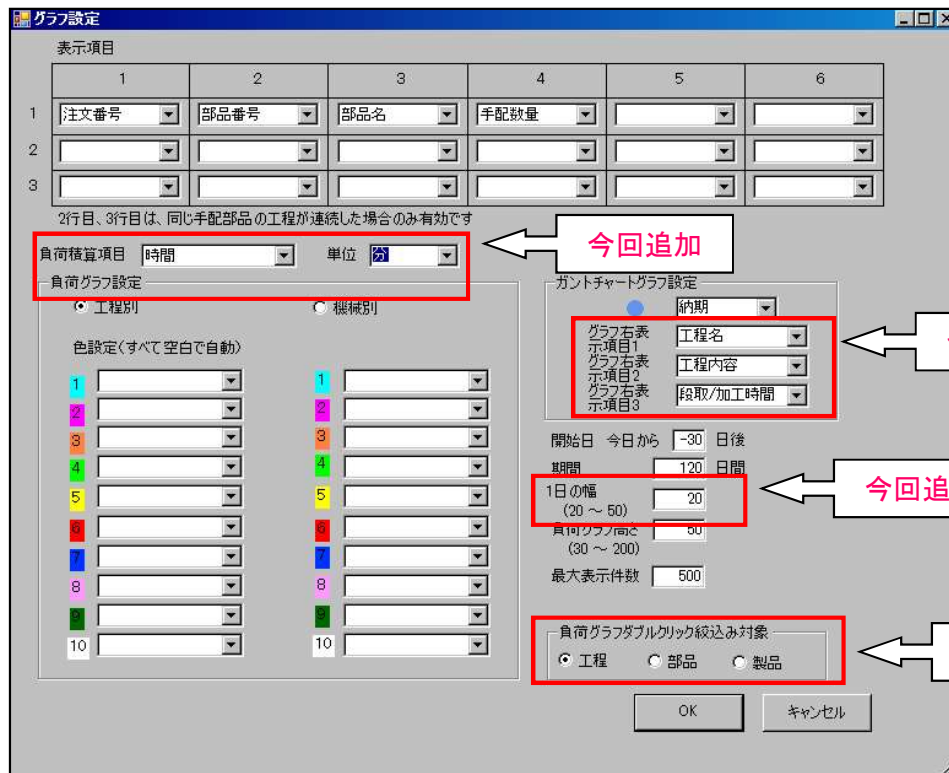 グラフ設定
表示項目
1 2 3 4 5 6
1 注文番号 部品番号 部品名 手配数量
2
3
2行目、3行目は、同じ手配部品の工程が連続した場合のみ有効です
今回追加
負荷積算項目 時間 単位 分
負荷グラフ設定
工程別 機械別
色設定(すべて空白で自動)
1 1
2 2
3 3
4 4
5 5
6 6
7 7
8 8
9 9
10 10
ガントチャートグラフ設定
納期
グラフ右表
示項目1 工程名
グラフ右表
示項目2 工程内容
グラフ右表
示項目3 段取/加工時間
開始日 今日から -30 日後
期間 120 日間
1日の幅 20
(20 ~ 50)
今回追
負荷グラフ高さ 50
(30 ~ 200)
最大表示件数 500
負荷グラフダブルクリック絞込み対象
工程 部品 製品
OK キャンセル